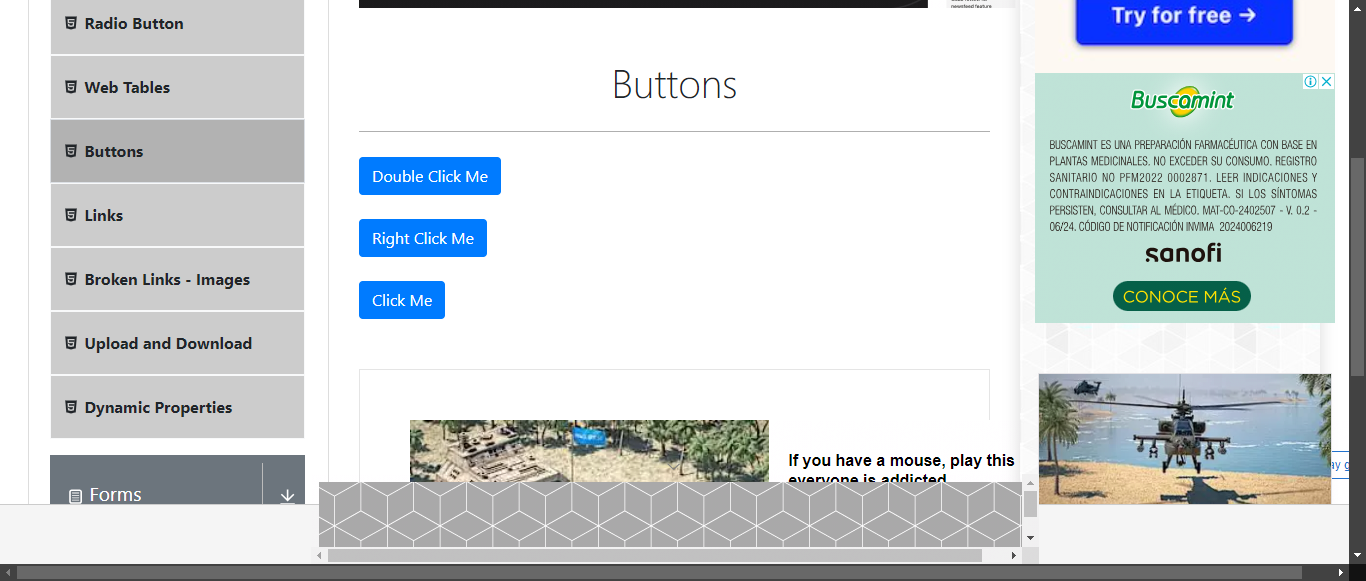 Radio Button
Web Tables
Buttons
Links
Broken Links - Images
Upload and Download
Dynamic Properties
Forms
newsfeed feature
Buttons
Double Click Me
Right Click Me
Click Me
If you have a mouse, play this
everyone is addicted
Try for free →
Buscamint
BUSCAMINT ES UNA PREPARACIÓN FARMACÉUTICA CON BASE EN
PLANTAS MEDICINALES. NO EXCEDER SU CONSUMO. REGISTRO
SANITARIO NO PFM2022 0002871. LEER INDICACIONES Y
CONTRAINDICACIONES EN LA ETIQUETA. SI LOS SÍNTOMAS
PERSISTEN, CONSULTAR AL MÉDICO. MAT-CO-2402507 - V. 0.2 -
06/24. CÓDIGO DE NOTIFICACIÓN INVIMA 2024006219
sanofi
CONOCE MÁS